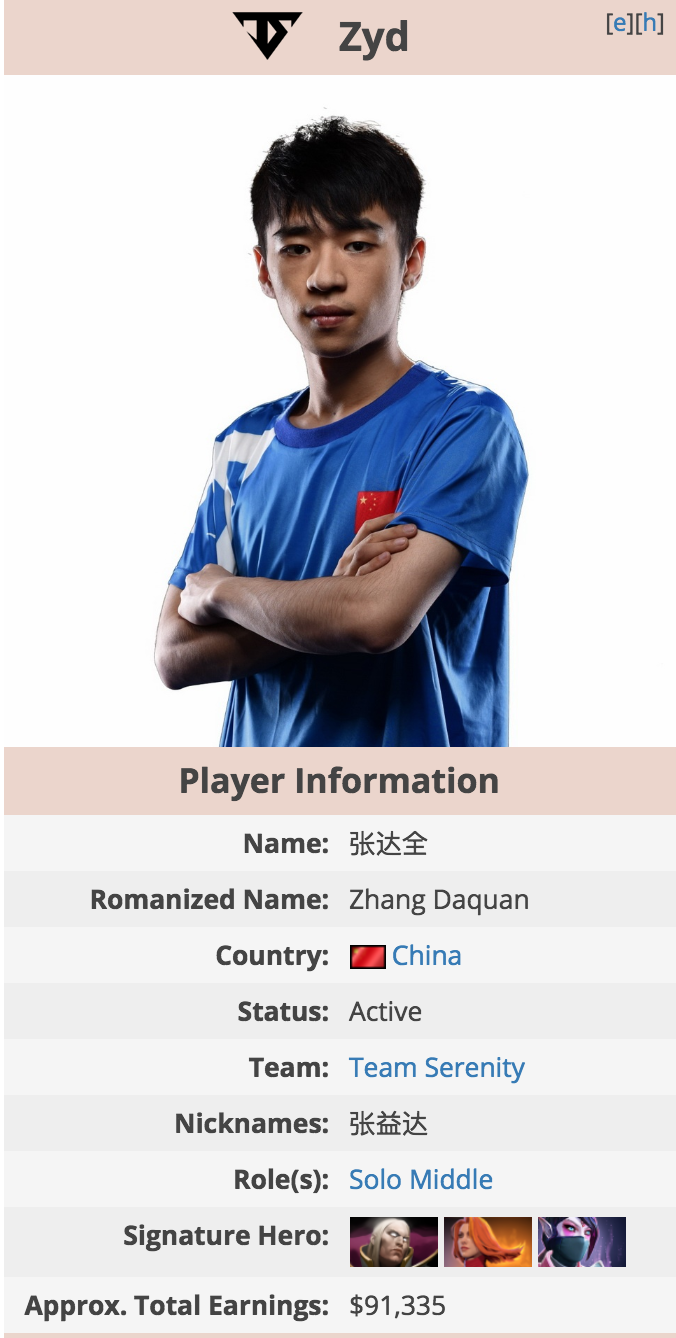 Zyd
[e][h]
Player Information
Name: 张达全
Romanized Name: Zhang Daquan
Country: China
Status: Active
Team: Team Serenity
Nicknames: 张益达
Role(s): Solo Middle
Signature Hero:
Approx. Total Earnings: $91,335